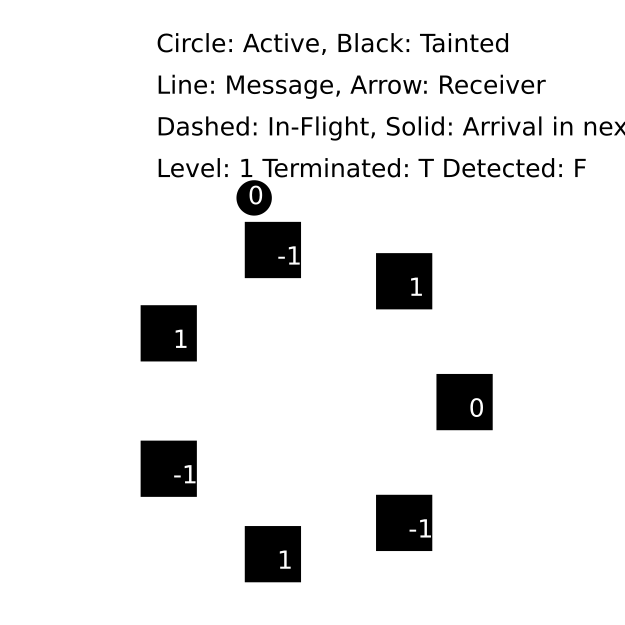 Circle: Active, Black: Tainted
Line: Message, Arrow: Receiver
Dashed: In-Flight, Solid: Arrival in nex
Level: 1 Terminated: T Detected: F
0
-1
1
1
0
-1
-1
1